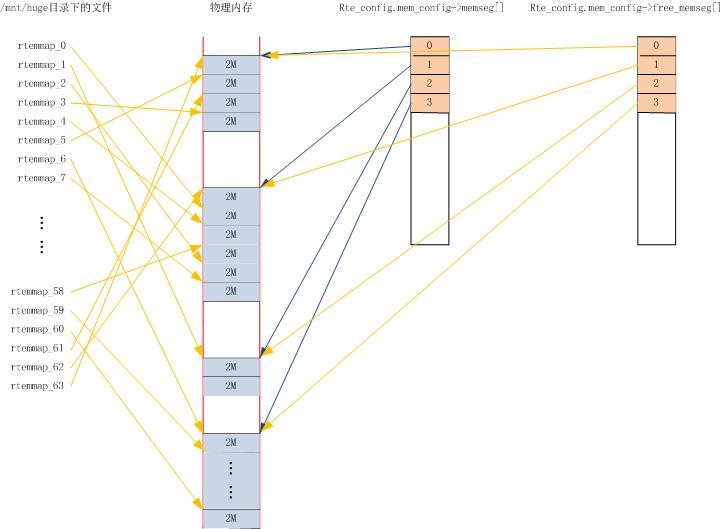 /mnt/huge目录下的文件
物理内存
Rte_config.mem_config->memseg[]
Rte_config.mem_config->free_memseg[]
rtemmap_0
rtemmap_1
rtemmap_2
rtemmap_3
rtemmap_4
rtemmap_5
rtemmap_6
rtemmap_7
rtemmap_58
rtemmap_59
rtemmap_60
rtemmap_61
rtemmap_62
rtemmap_63
2M
2M
2M
2M
2M
2M
2M
2M
2M
2M
2M
2M
2M
2M
0
1
2
3
0
1
2
3